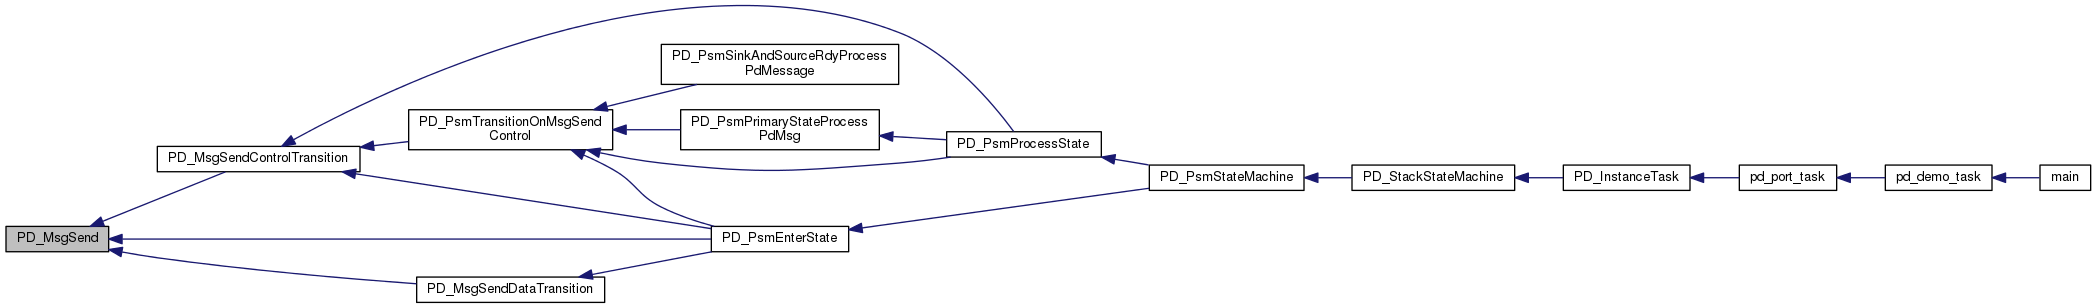 PD_MsgSend
PD_MsgSendControlTransition
PD_PsmTransitionOnMsgSend
Control
PD_PsmSinkAndSourceRdyProcess
PdMessage
PD_PsmPrimaryStateProcess
PdMsg
PD_PsmProcessState
PD_PsmEnterState
PD_MsgSendDataTransition
PD_PsmStateMachine
PD_StackStateMachine
PD_InstanceTask
pd_port_task
pd_demo_task
main